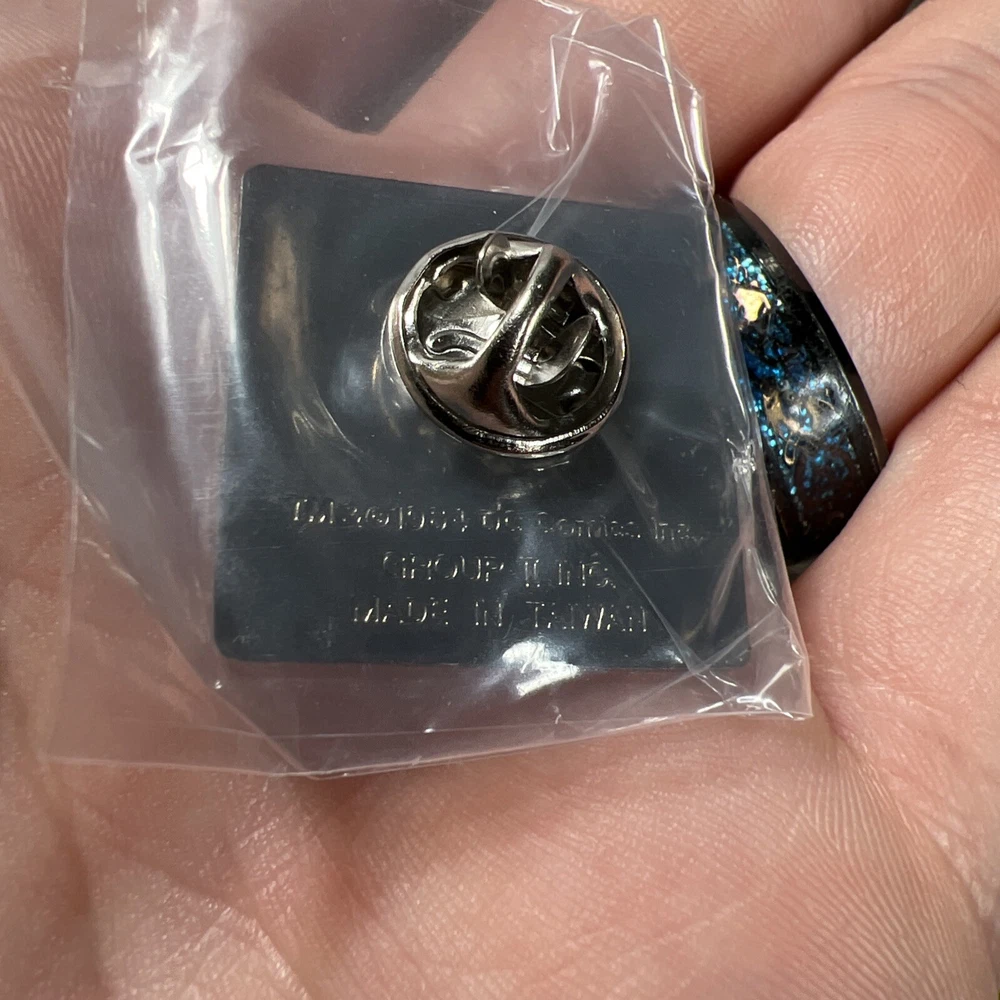 TM & © 1984 DC Comics Inc.
GROUP II, INC.
MADE IN TAIWAN